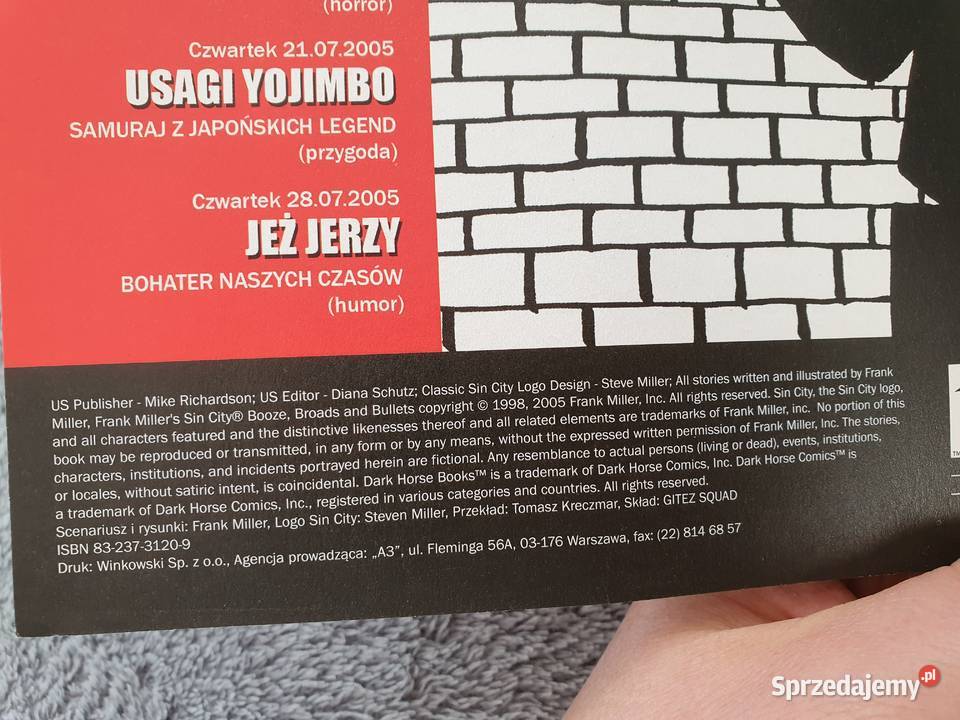 (horror)
Czwartek 21.07.2005
USAGI YOJIMBO
SAMURAJ Z JAPOŃSKICH LEGEND
(przygoda)
Czwartek 28.07.2005
JEŻ JERZY
BOHATER NASZYCH CZASÓW
(humor)
US Publisher - Mike Richardson; US Editor - Diana Schutz; Classic Sin City Logo Design - Steve Miller; All stories written and illustrated by Frank
Miller, Frank Miller's Sin City® Booze, Broads and Bullets copyright © 1998, 2005 Frank Miller, Inc. All rights reserved. Sin City, the Sin City logo,
and all characters featured and the distinctive likenesses thereof and all related elements are trademarks of Frank Miller, inc. No portion of this
book may be reproduced or transmitted, in any form or by any means, without the expressed written permission of Frank Miller, Inc. The stories,
characters, institutions, and incidents portrayed herein are fictional. Any resemblance to actual persons (living or dead), events, institutions,
or locales, without satiric intent, is coincidental. Dark Horse Books™ is a trademark of Dark Horse Comics, Inc. Dark Horse Comics™ is
a trademark of Dark Horse Comics, Inc., registered in various categories and countries. All rights reserved.
Scenariusz i rysunki: Frank Miller, Logo Sin City: Steven Miller, Przekład: Tomasz Kreczmar, Skład: GITEZ SQUAD
ISBN 83-237-3120-9
Druk: Winkowski Sp. z o.o., Agencja prowadząca: „A3”, ul. Fleminga 56A, 03-176 Warszawa, fax: (22) 814 68 57
TM
Sprzedajemy.pl